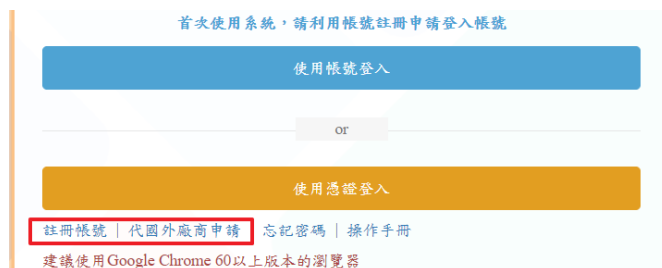 首次使用系統，請利用帳號註冊申請登入帳號
使用帳號登入
or
使用憑證登入
註冊帳號 | 代國外廠商申請 | 忘記密碼 | 操作手冊
建議使用Google Chrome 60以上版本的瀏覽器